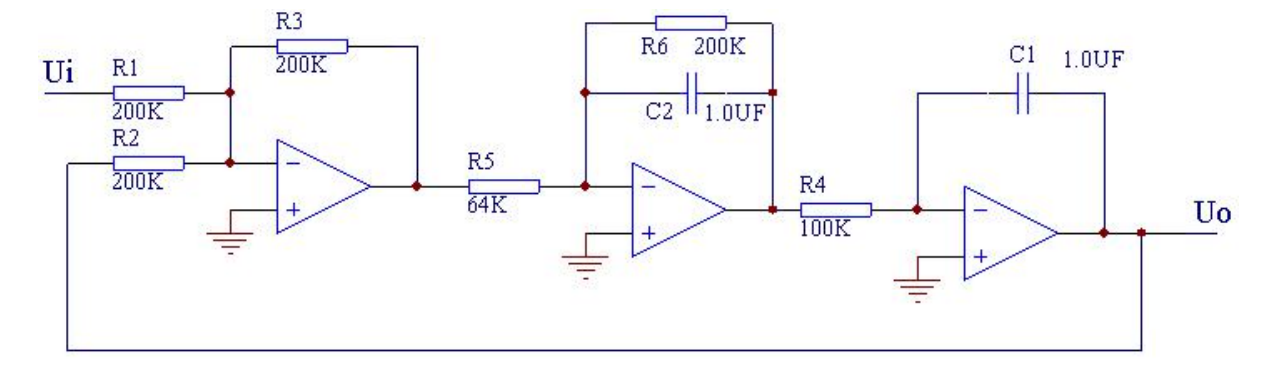 R3
200K
Ui
R1
200K
R2
200K
−
+
R5
64K
R6 200K
C2 1.0UF
−
+
R4
100K
C1 1.0UF
−
+
Uo